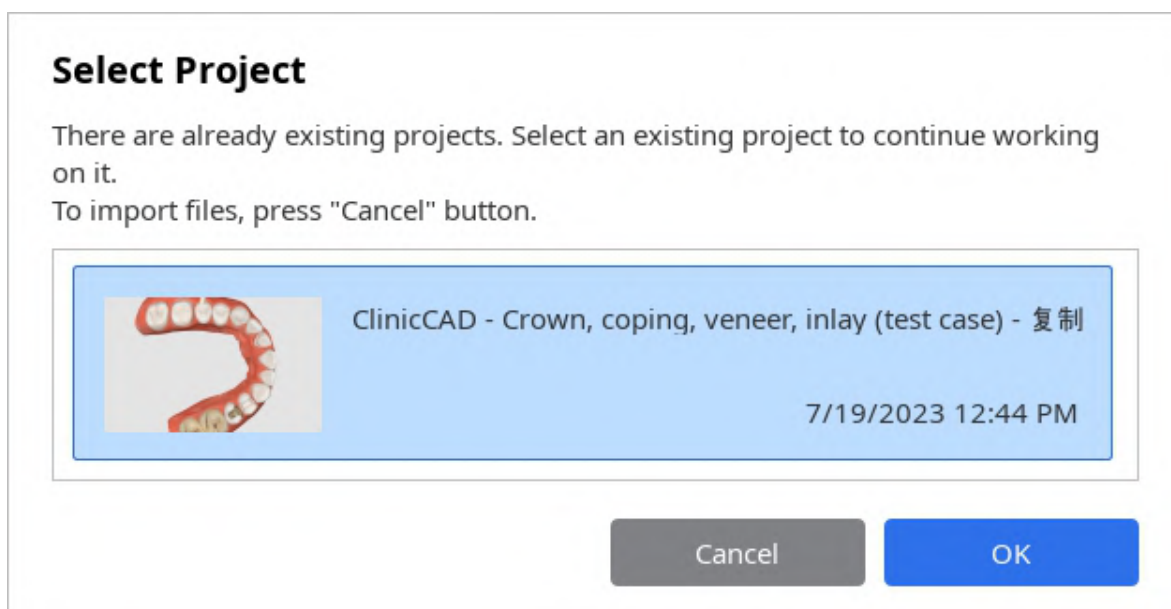 Select Project
There are already existing projects. Select an existing project to continue working
on it.
To import files, press "Cancel" button.
ClinicCAD - Crown, coping, veneer, inlay (test case) - 复制
7/19/2023 12:44 PM
Cancel
OK